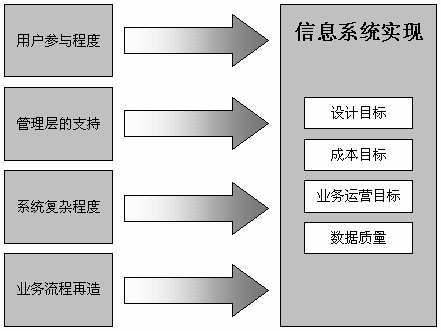 用户参与程度
管理层的支持
系统复杂程度
业务流程再造
信息系统实现
设计目标
成本目标
业务运营目标
数据质量